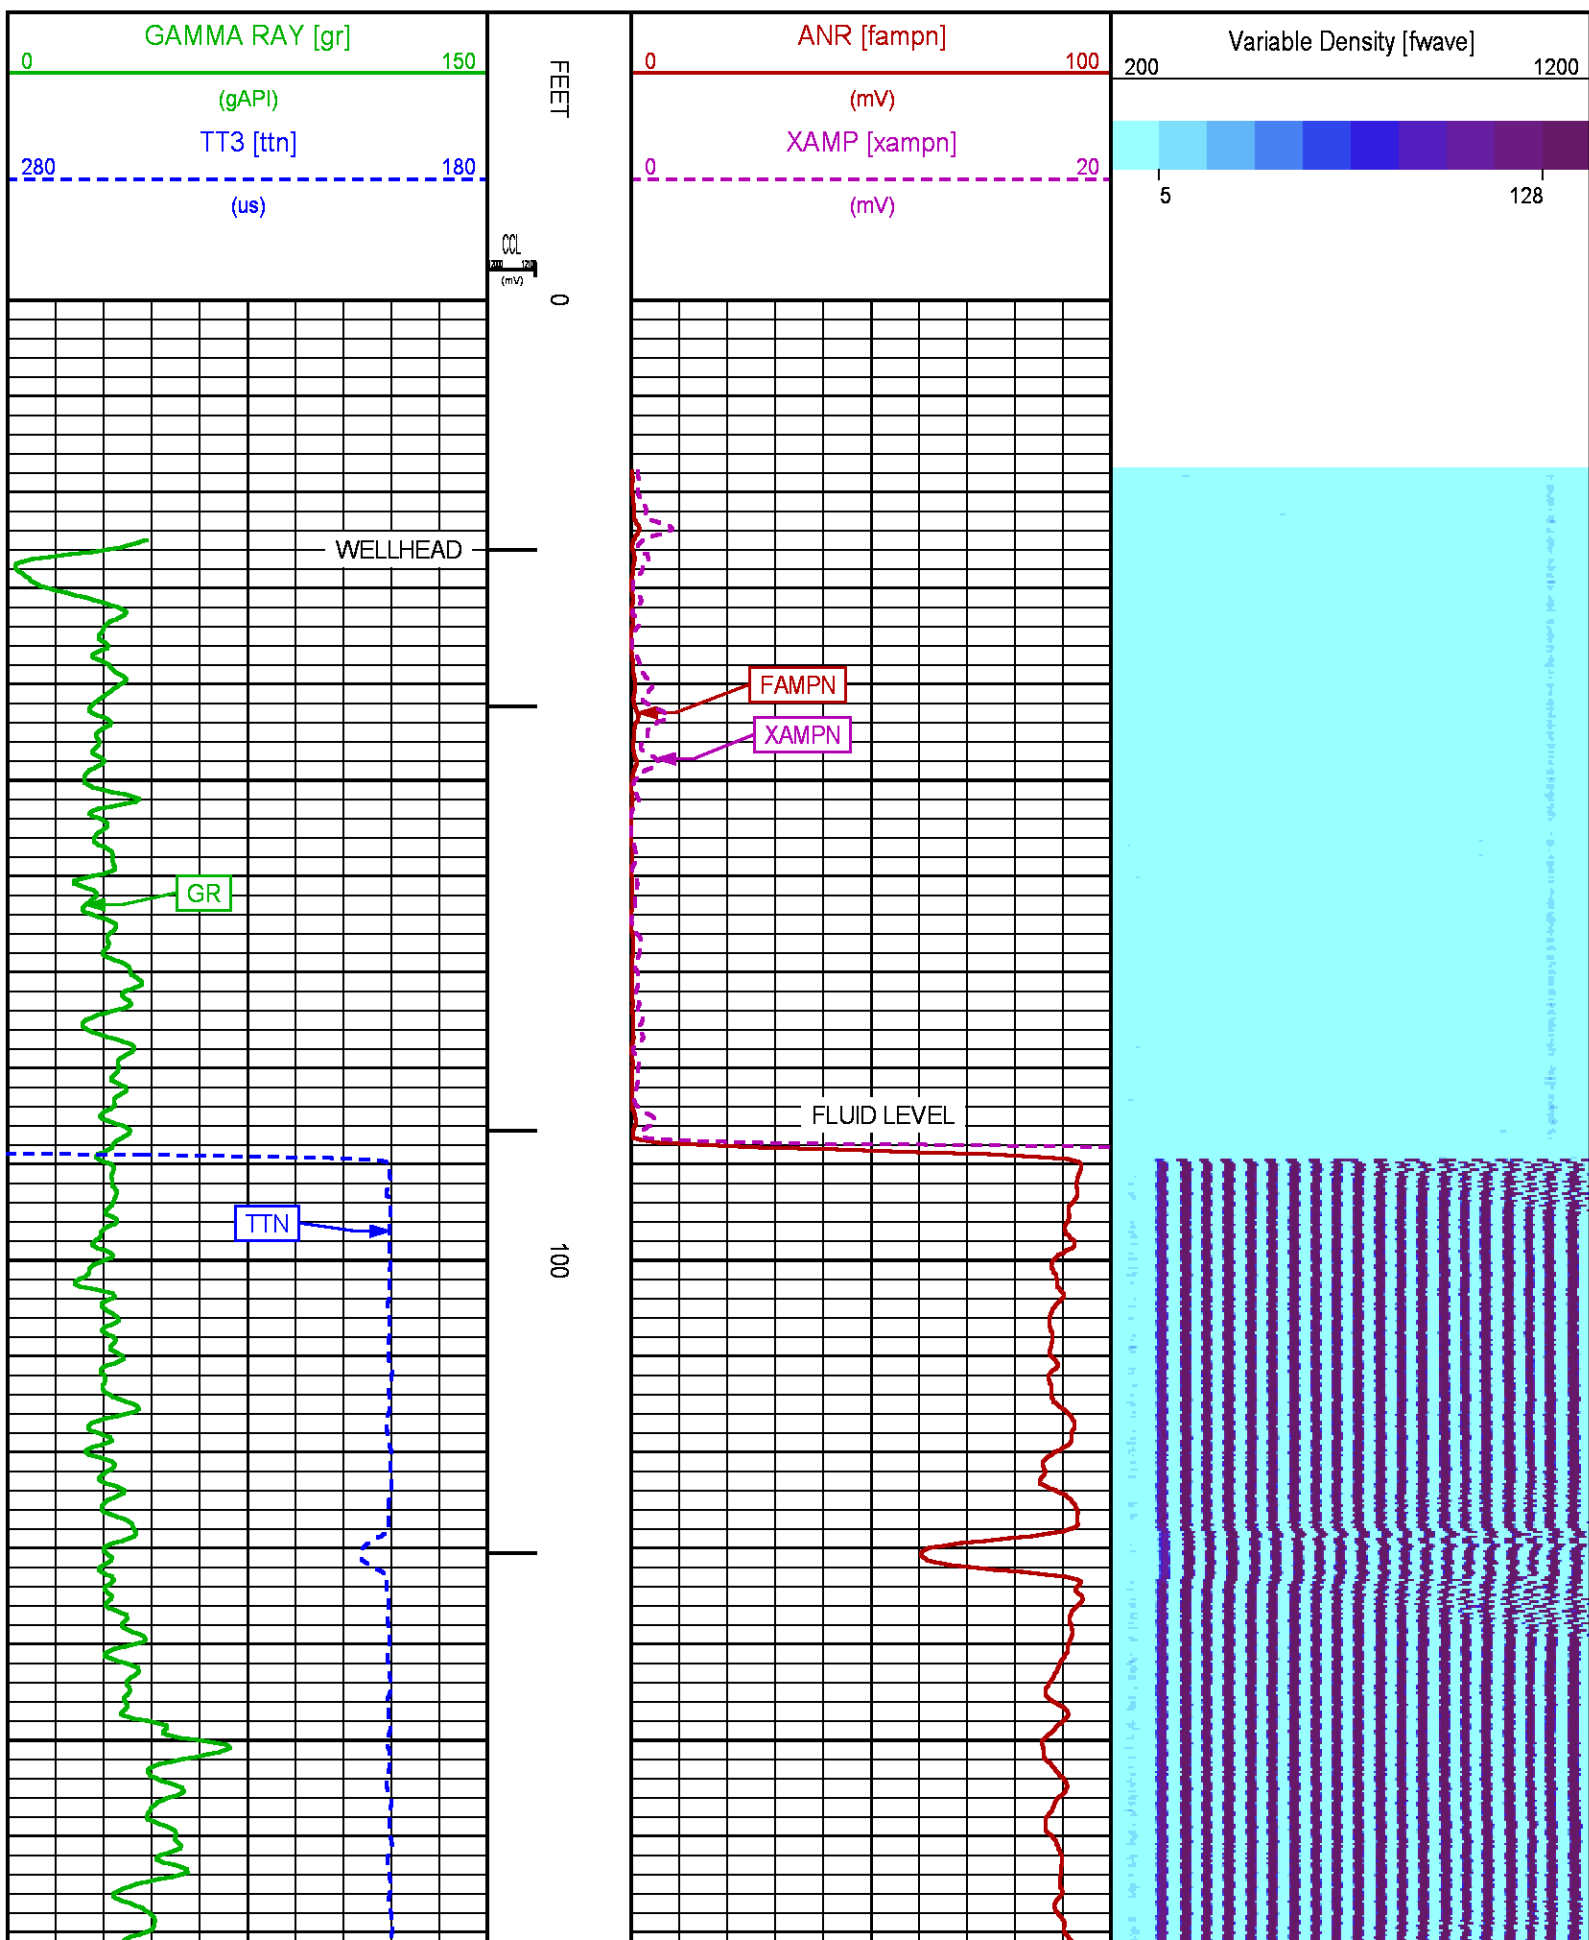 GAMMA RAY [gr]
0 150
(gAPI)
TT3 [ttn]
280 180
(us)
CCL
(mV)
FEET
0
ANR [fampn]
0 100
(mV)
XAMP [xampn]
0 20
(mV)
Variable Density [fwave]
200 1200
5 128
WELLHEAD
FAMPN
XAMPN
GR
FLUID LEVEL
TTN
100